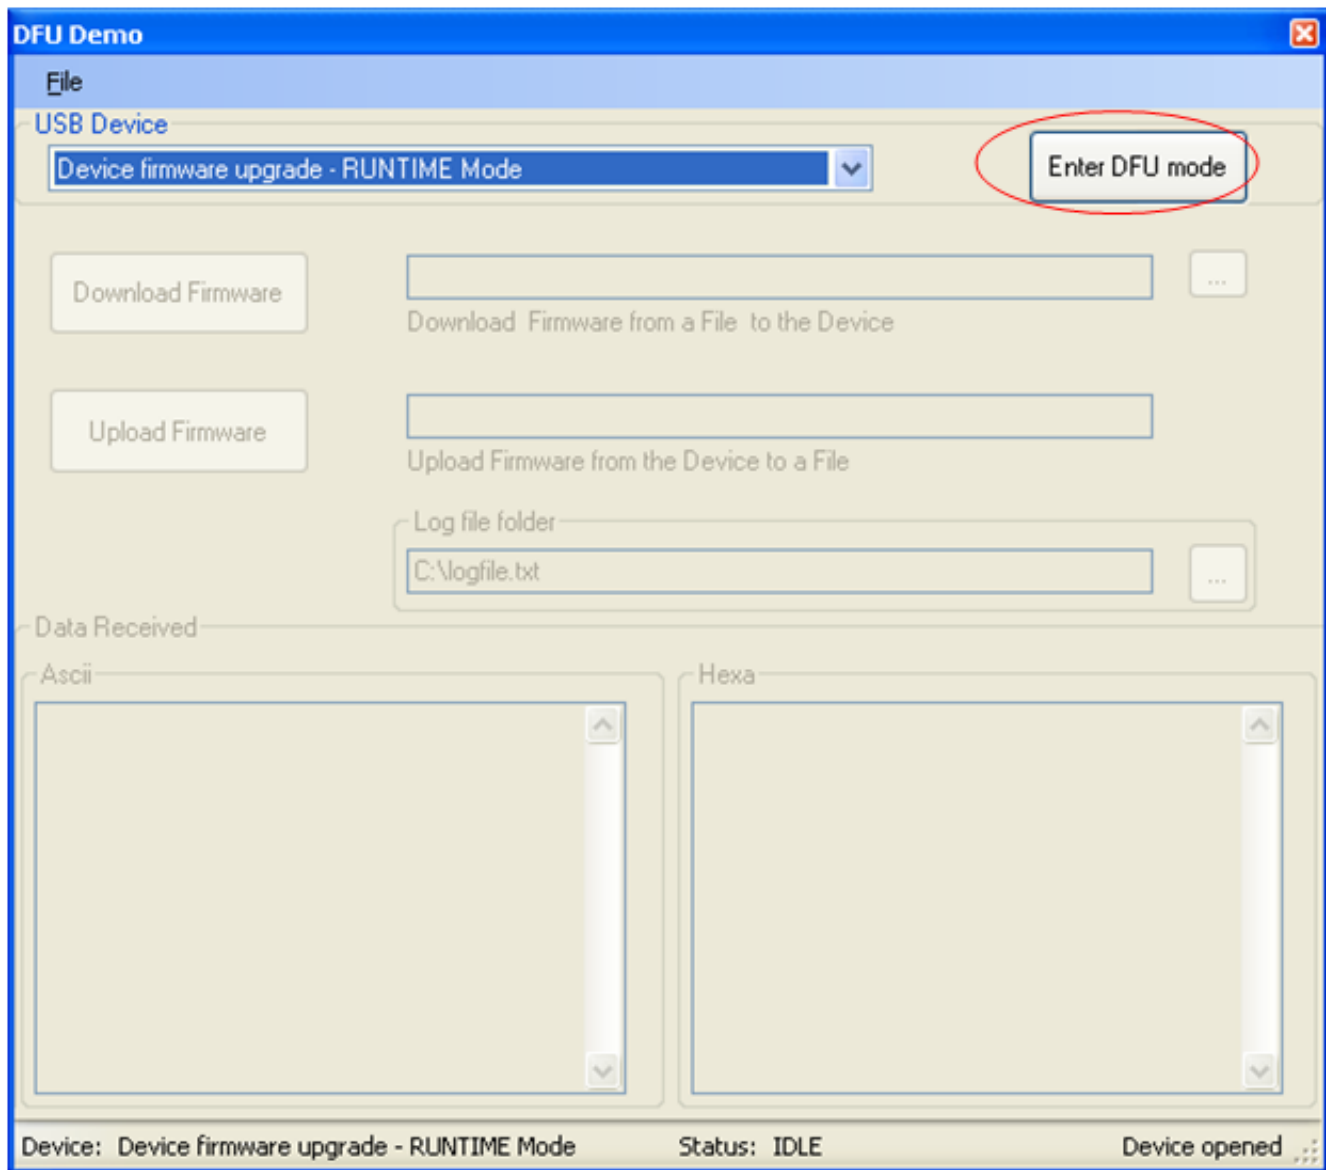 DFU Demo
File
USB Device
Device firmware upgrade - RUNTIME Mode
Enter DFU mode
Download Firmware
...
Download  Firmware from a File  to the Device
Upload Firmware
Upload Firmware from the Device to a File
Log file folder
C:\logfile.txt
...
Data Received
Ascii
Hexa
Device:  Device firmware upgrade - RUNTIME Mode
Status:  IDLE
Device opened